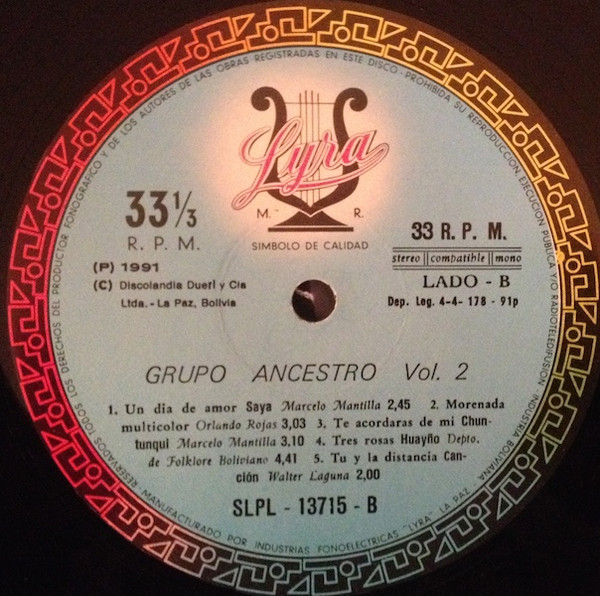 RESERVADOS TODOS LOS DERECHOS DEL PRODUCTOR FONOGRAFICO Y DE LOS AUTORES DE LAS OBRAS REGISTRADAS EN ESTE DISCO - PROHIBIDA SU REPRODUCCION, EJECUCION PUBLICA Y/O RADIOTELEDIFUSION INDUSTRIA BOLIVIANA.
Lyra
M. R.
SIMBOLO DE CALIDAD
33 1/3
R. P. M.
33 R. P. M.
stereo || compatible || mono
(P) 1991
LADO - B
(C) Discolandia Dueri y Cia
Ltda. - La Paz, Bolivia
Dep. Leg. 4-4- 178 - 91p
GRUPO ANCESTRO Vol. 2
1. Un dia de amor Saya Marcelo Mantilla 2,45 2. Morenada
multicolor Orlando Rojas 3,03 3. Te acordaras de mi Chun-
tunqui Marcelo Mantilla 3.10 4. Tres rosas Huayño Depto.
de Folklore Boliviano 4,41 5. Tu y la distancia Can-
ción Walter Laguna 2,00
SLPL - 13715 - B
MANUFACTURADO POR INDUSTRIAS FONOELECTRICAS "LYRA" LA PAZ -